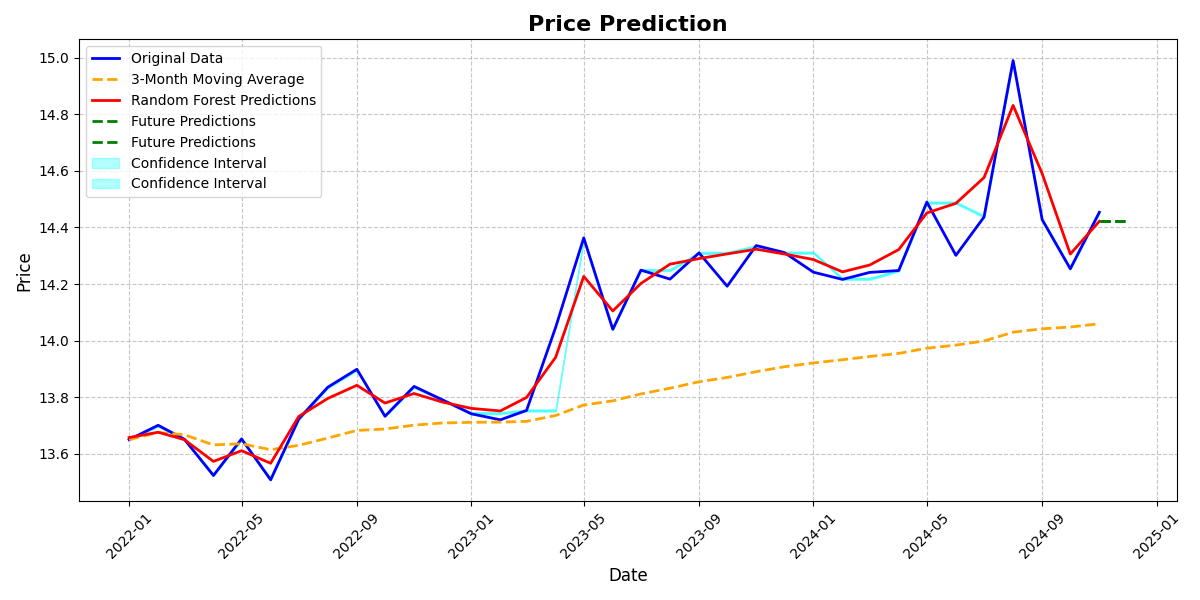 Price Prediction
Original Data
3-Month Moving Average
Random Forest Predictions
Future Predictions
Future Predictions
Confidence Interval
Confidence Interval
15.0
14.8
14.6
14.4
14.2
14.0
13.8
13.6
Price
2022-01
2022-05
2022-09
2023-01
2023-05
2023-09
2024-01
2024-05
2024-09
2025-01
Date